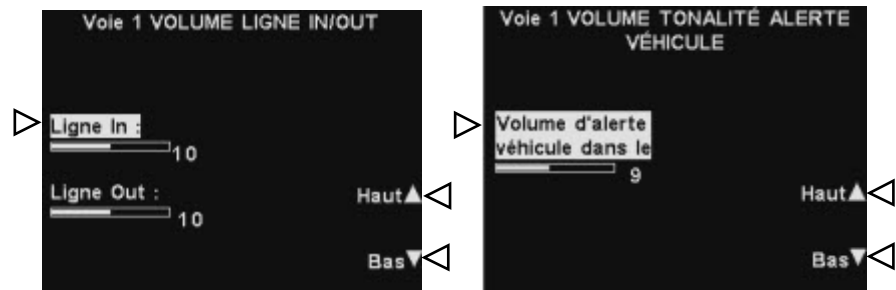 Voie 1 VOLUME LIGNE IN/OUT
Ligne In :
10
Ligne Out :
10
Haut▲
Bas▼
Voie 1 VOLUME TONALITÉ ALERTE
VÉHICULE
Volume d'alerte
véhicule dans le
9
Haut▲
Bas▼